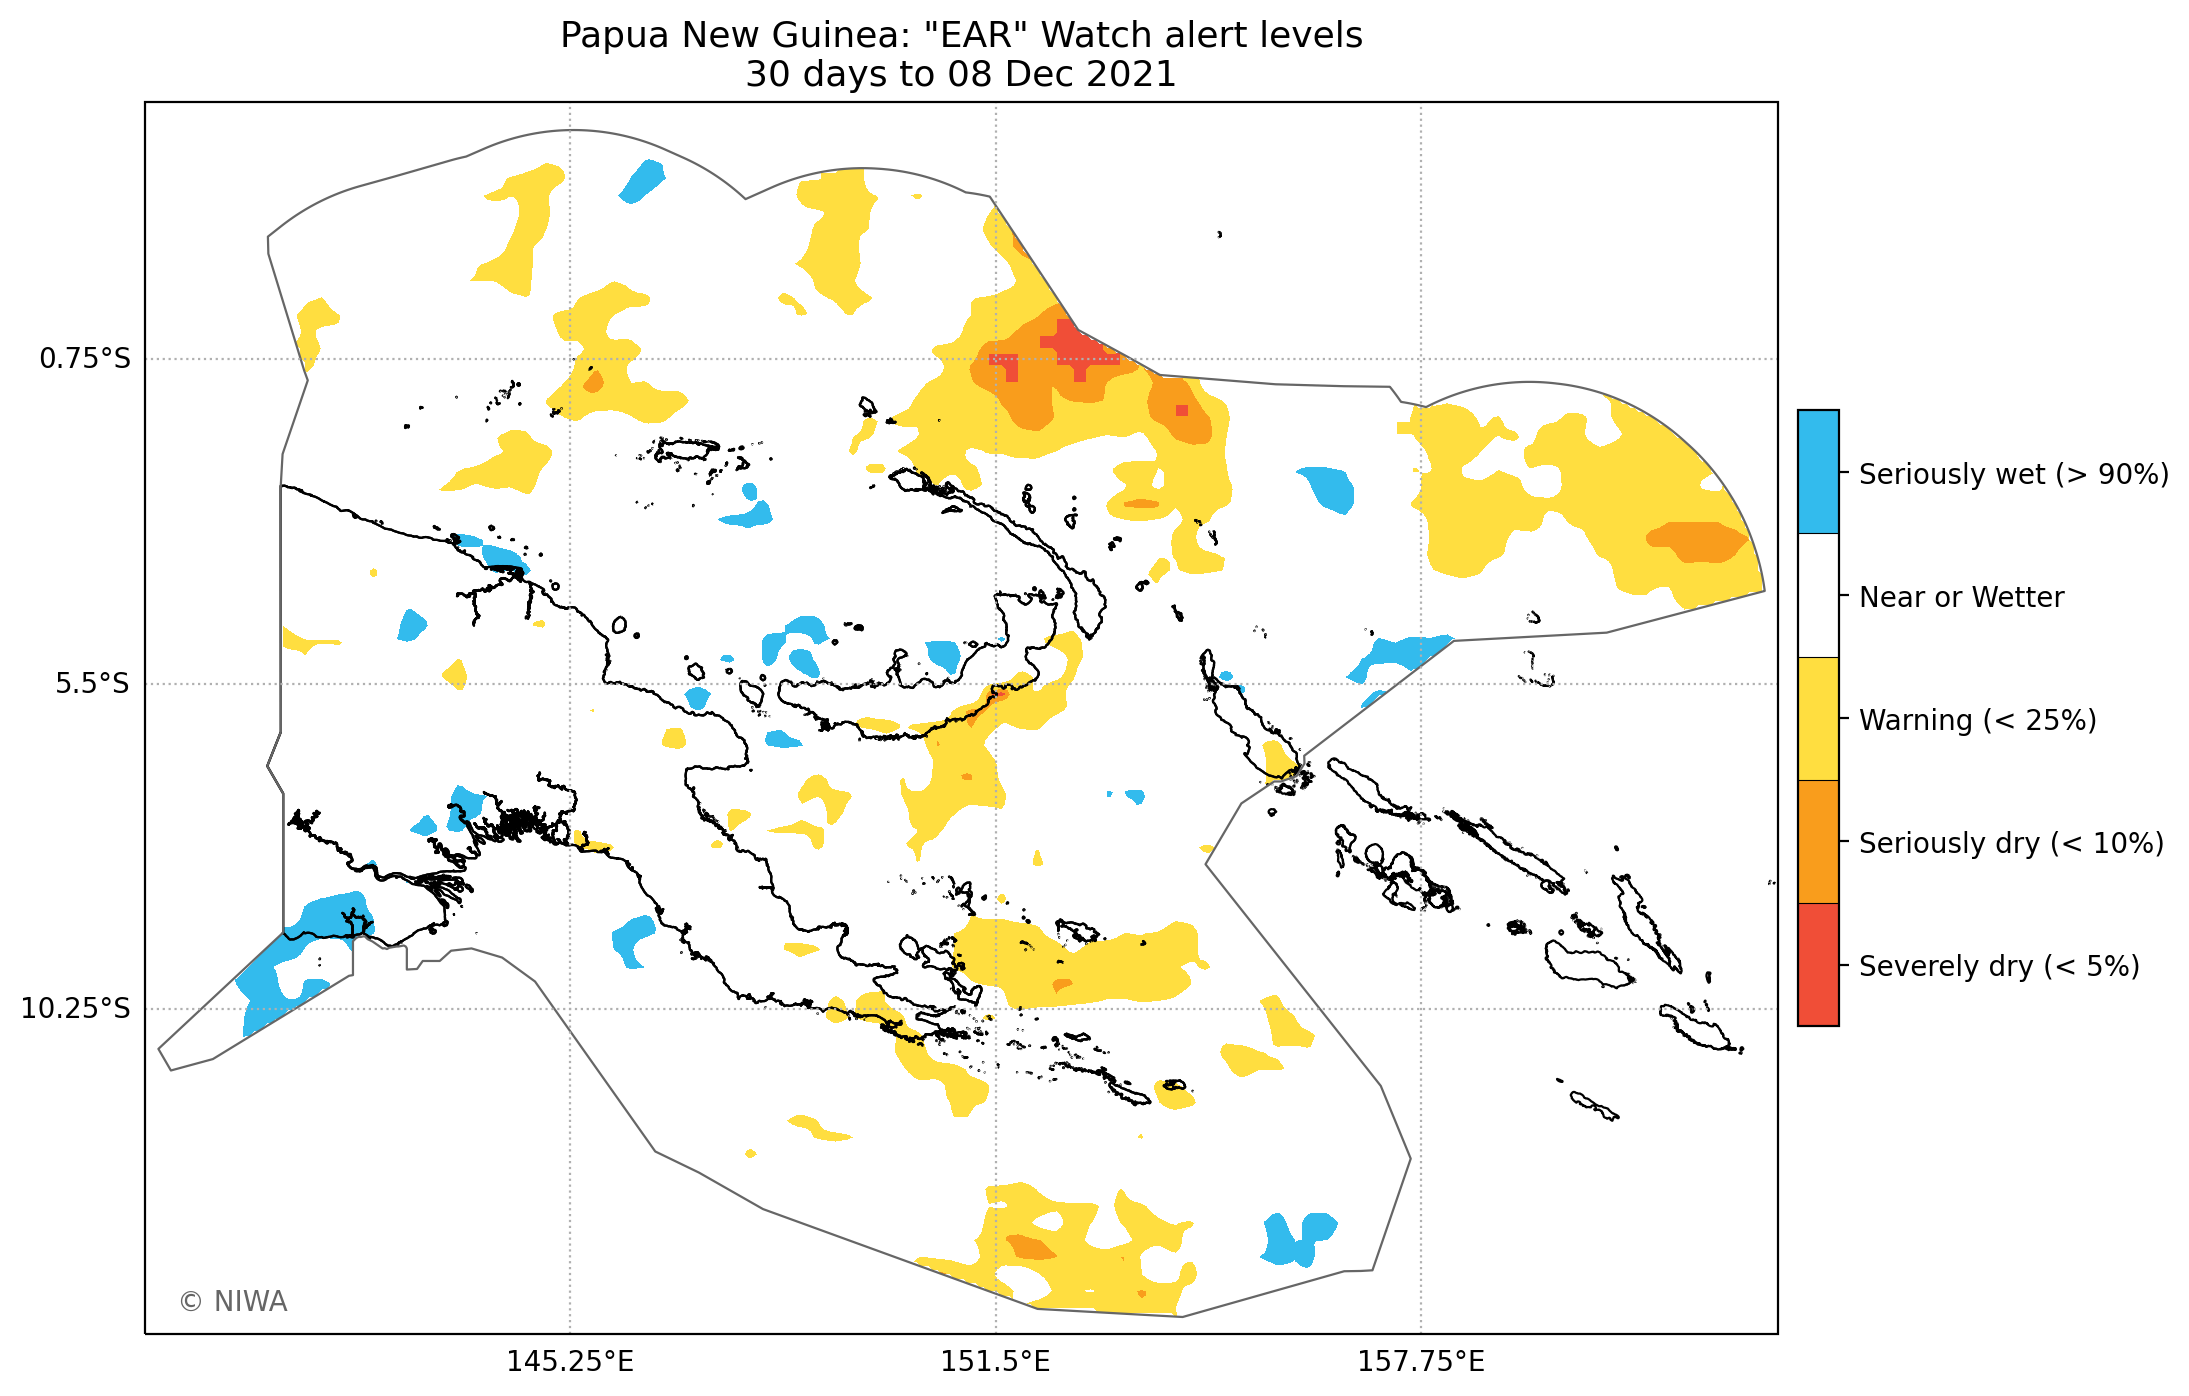 Papua New Guinea: "EAR" Watch alert levels
30 days to 08 Dec 2021
0.75°S
5.5°S
10.25°S
145.25°E
151.5°E
157.75°E
Seriously wet (> 90%)
Near or Wetter
Warning (< 25%)
Seriously dry (< 10%)
Severely dry (< 5%)
© NIWA